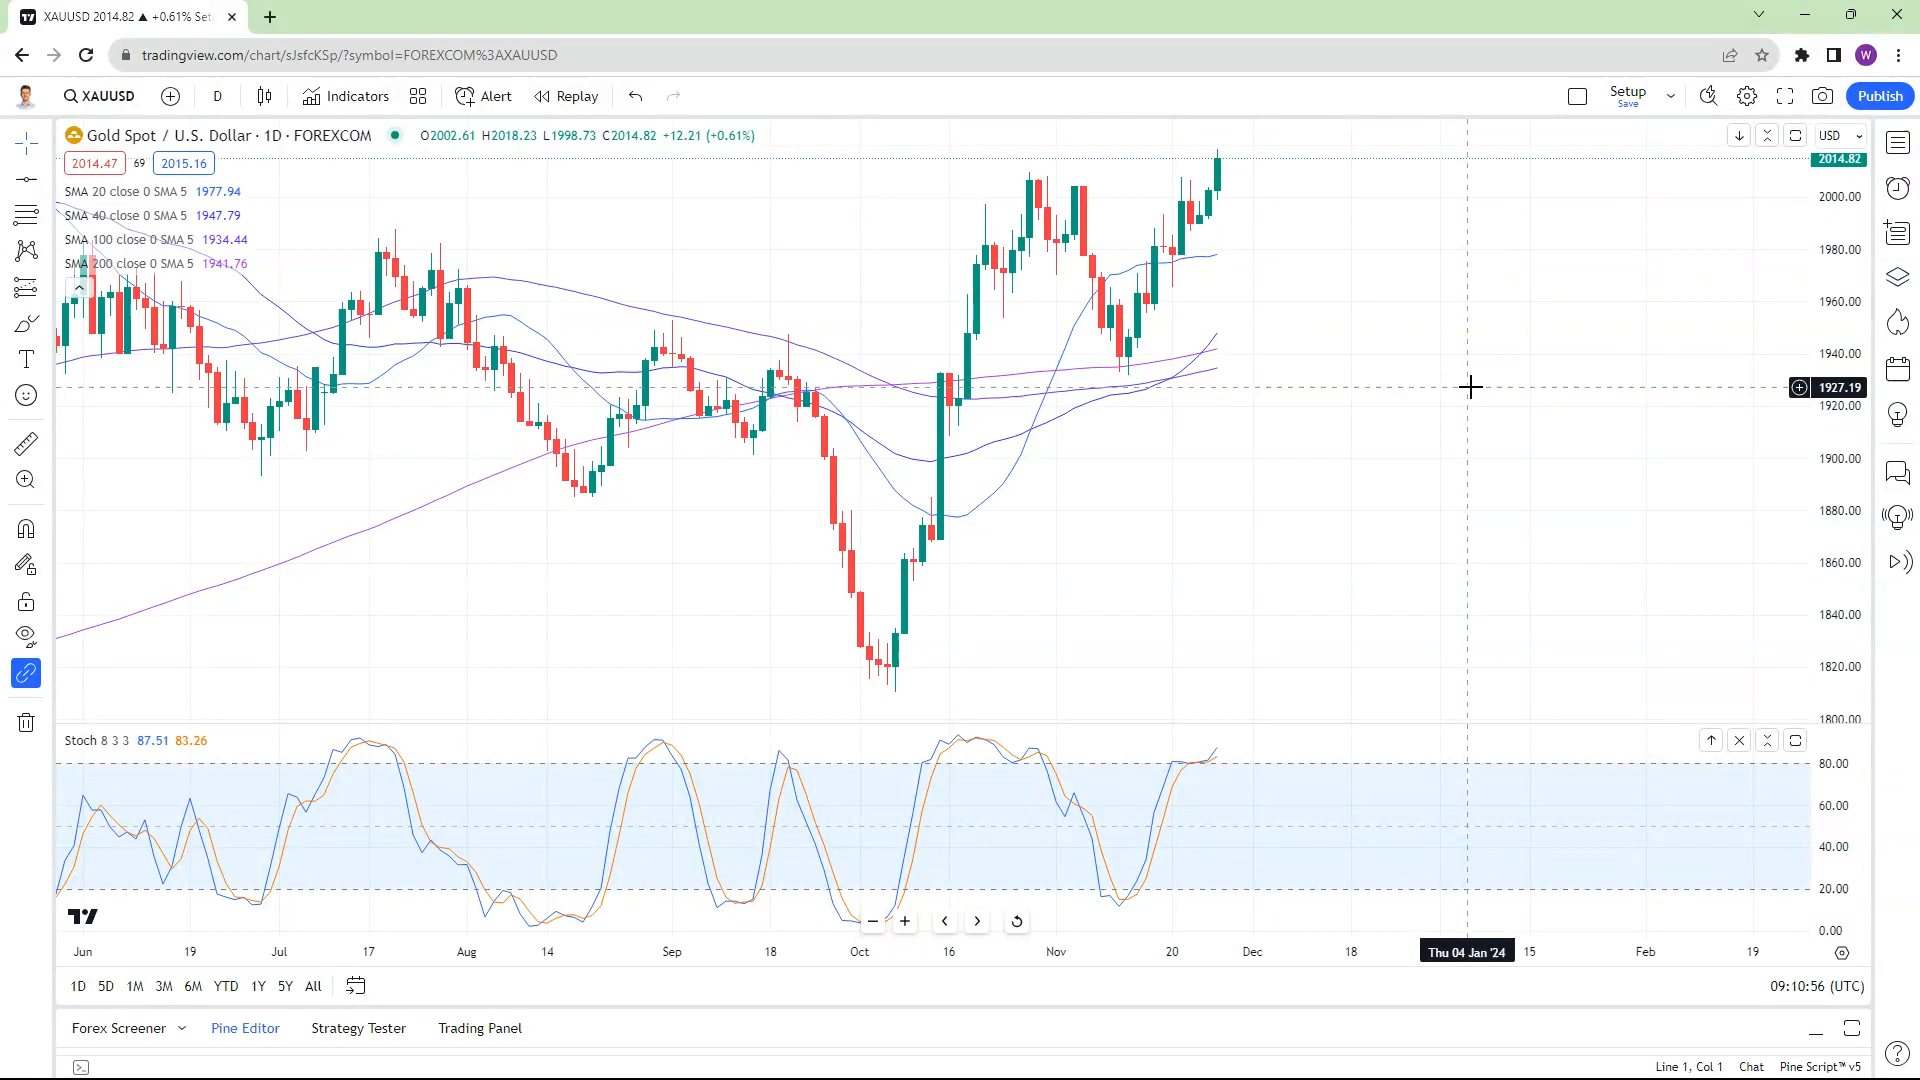 XAUUSD 2014.82 ▲ +0.61% Set
tradingview.com/chart/sJsfcKSp/?symbol=FOREXCOM%3AXAUUSD
W
XAUUSD D Indicators Alert Replay Setup Save Publish
Gold Spot / U.S. Dollar · 1D · FOREXCOM O2002.61 H2018.23 L1998.73 C2014.82 +12.21 (+0.61%) USD
2014.47 69 2015.16 2014.82
SMA 20 close 0 SMA 5 1977.94
SMA 40 close 0 SMA 5 1947.79
SMA 100 close 0 SMA 5 1934.44
SMA 200 close 0 SMA 5 1941.76
2000.00
1980.00
1960.00
1940.00
1927.19
1920.00
1900.00
1880.00
1860.00
1840.00
1820.00
1800.00
Stoch 8 3 3 87.51 83.26
80.00
60.00
40.00
20.00
0.00
Jun 19 Jul 17 Aug 14 Sep 18 Oct 16 Nov 20 Dec 18 Thu 04 Jan '24 15 Feb 19
1D 5D 1M 3M 6M YTD 1Y 5Y All 09:10:56 (UTC)
Forex Screener Pine Editor Strategy Tester Trading Panel
Line 1, Col 1 Chat Pine Script™ v5